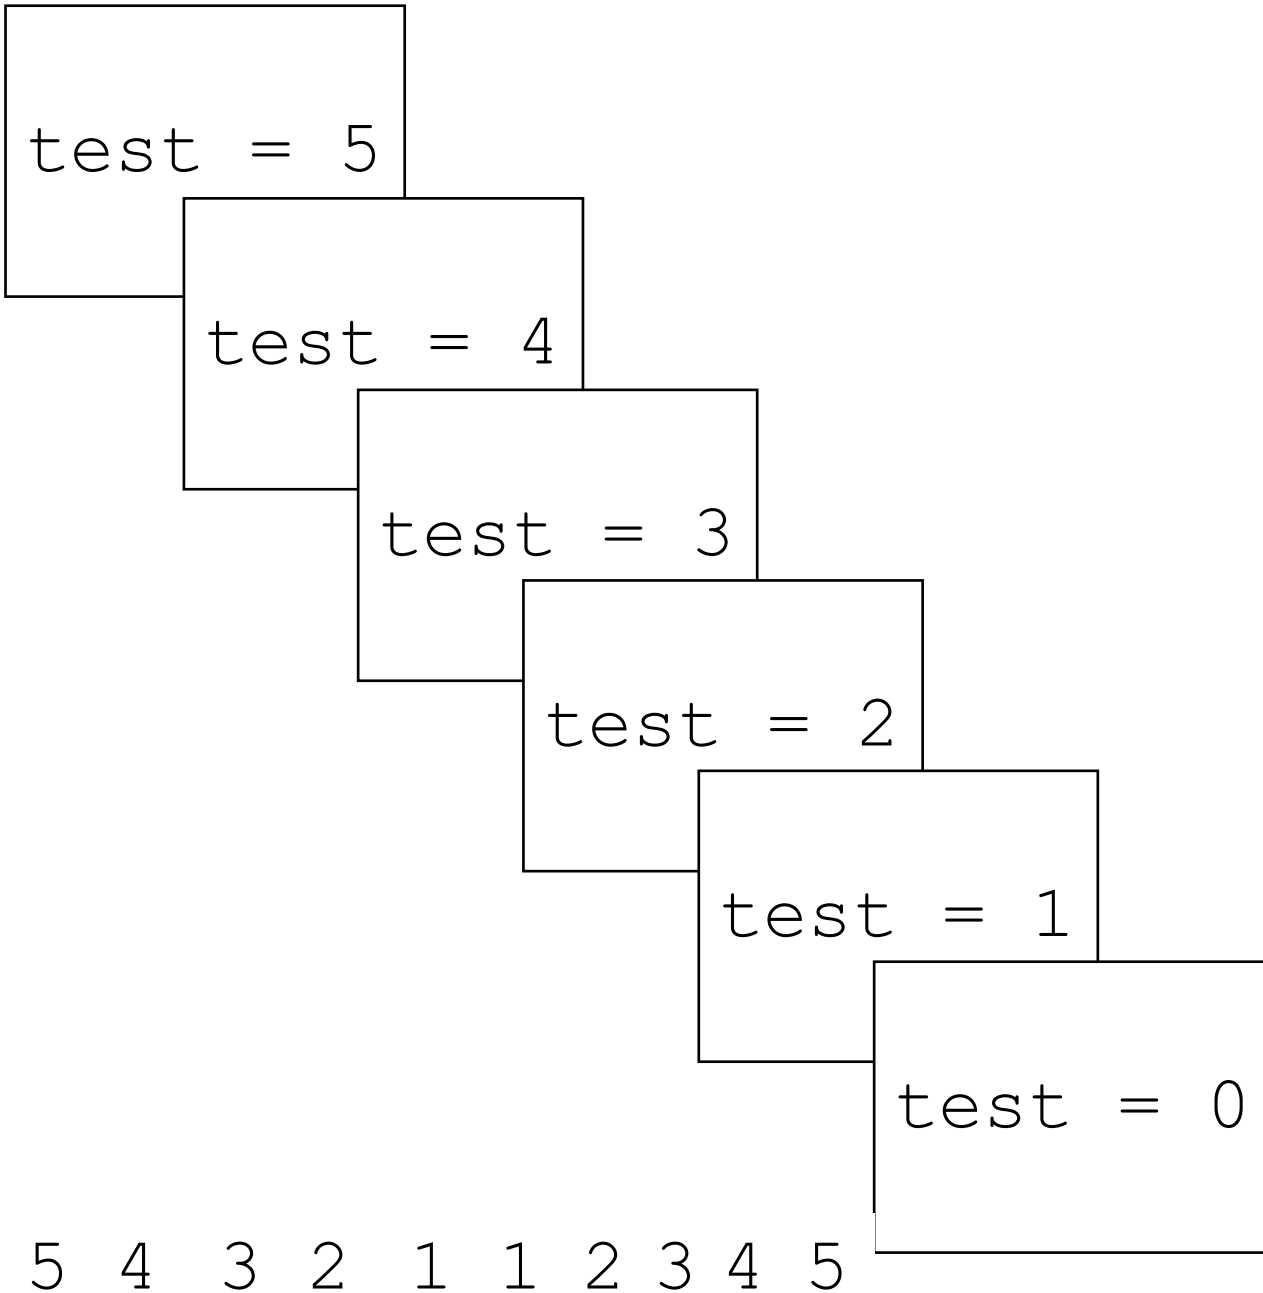 test = 5
test = 4
test = 3
test = 2
test = 1
test = 0
5 4 3 2 1 1 2 3 4 5